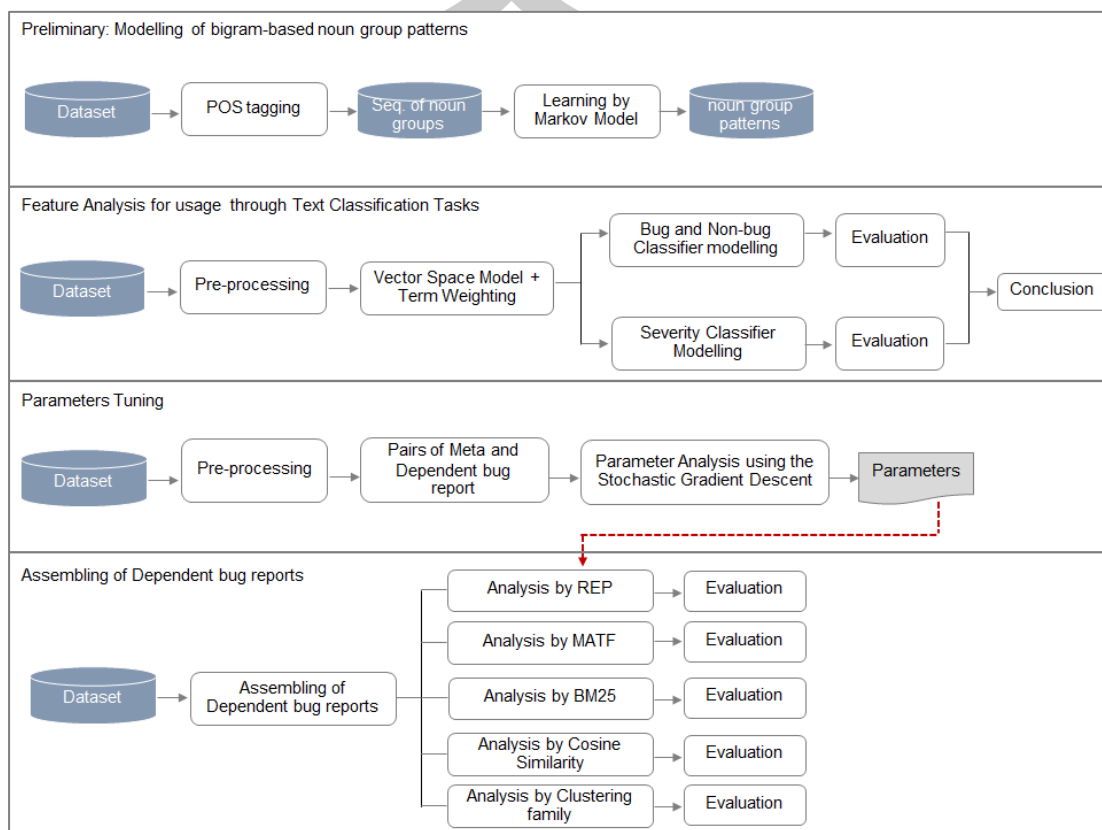 Preliminary: Modelling of bigram-based noun group patterns
Dataset
POS tagging
Seq. of noun
groups
Learning by
Markov Model
noun group
patterns
Feature Analysis for usage through Text Classification Tasks
Dataset
Pre-processing
Vector Space Model +
Term Weighting
Bug and Non-bug
Classifier modelling
Evaluation
Severity Classifier
Modelling
Evaluation
Conclusion
Parameters Tuning
Dataset
Pre-processing
Pairs of Meta and
Dependent bug
report
Parameter Analysis using the
Stochastic Gradient Descent
Parameters
Assembling of Dependent bug reports
Dataset
Assembling of
Dependent bug reports
Analysis by REP
Evaluation
Analysis by MATF
Evaluation
Analysis by BM25
Evaluation
Analysis by Cosine
Similarity
Evaluation
Analysis by Clustering
family
Evaluation